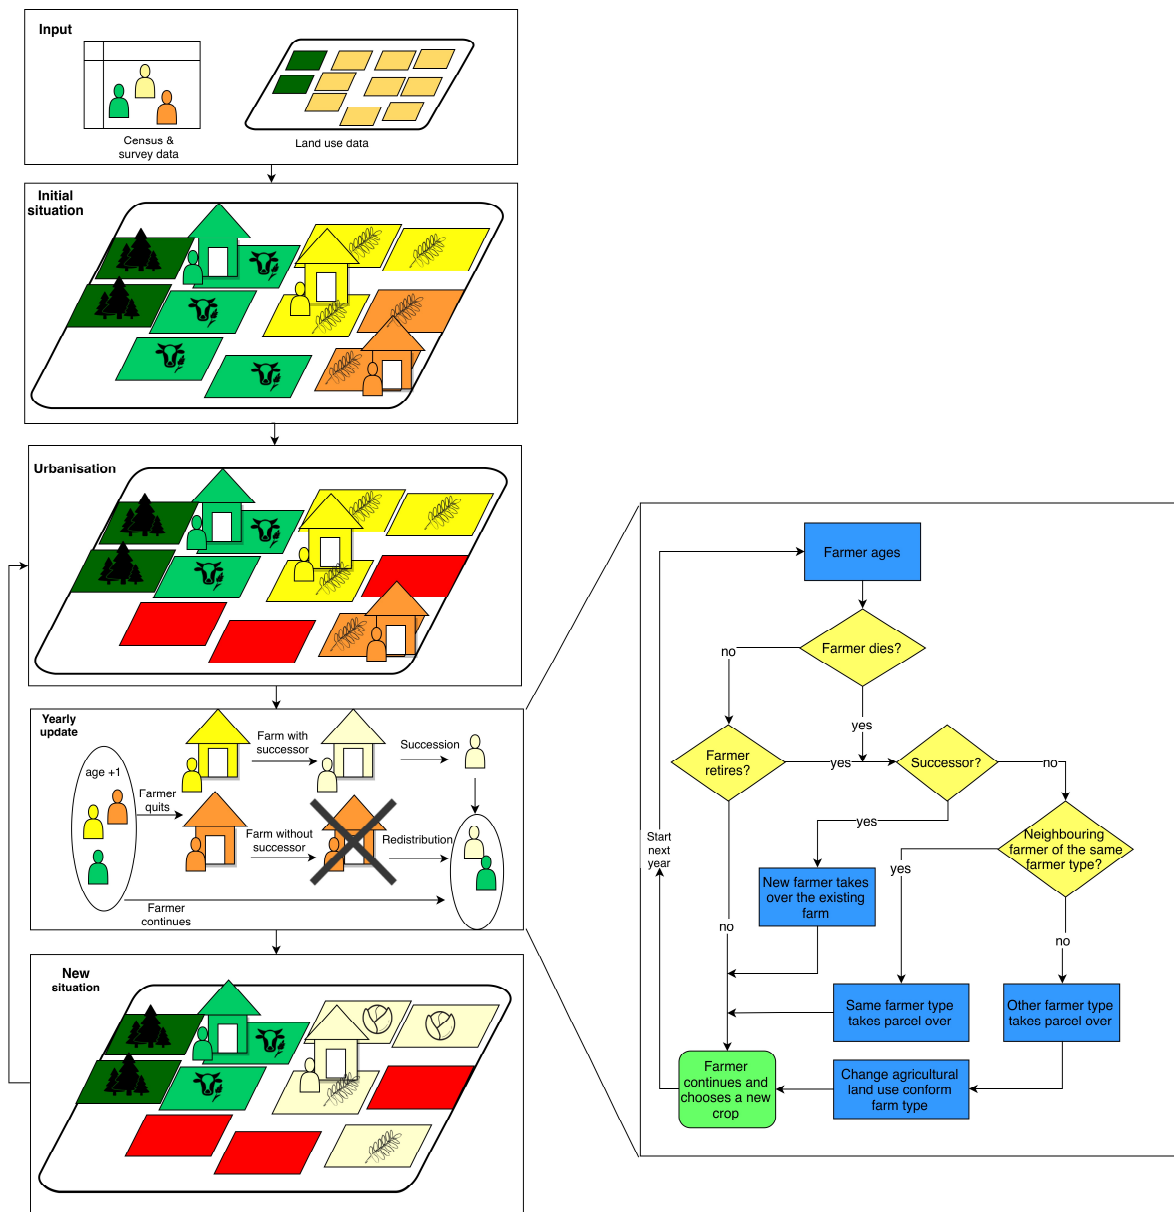 Input
Census &
survey data
Land use data
Initial
situation
Urbanisation
Yearly
update
age +1
Farmer
quits
Farm with
successor
Succession
Farm without
successor
Redistribution
Farmer
continues
New
situation
Farmer ages
Farmer dies?
no
yes
Farmer
retires?
yes
Successor?
no
yes
Neighbouring
farmer of the same
farmer type?
Start
next
year
yes
New farmer takes
over the existing
farm
no
no
Same farmer type
takes parcel over
Other farmer type
takes parcel over
Farmer
continues and
chooses a new
crop
Change agricultural
land use conform
farm type